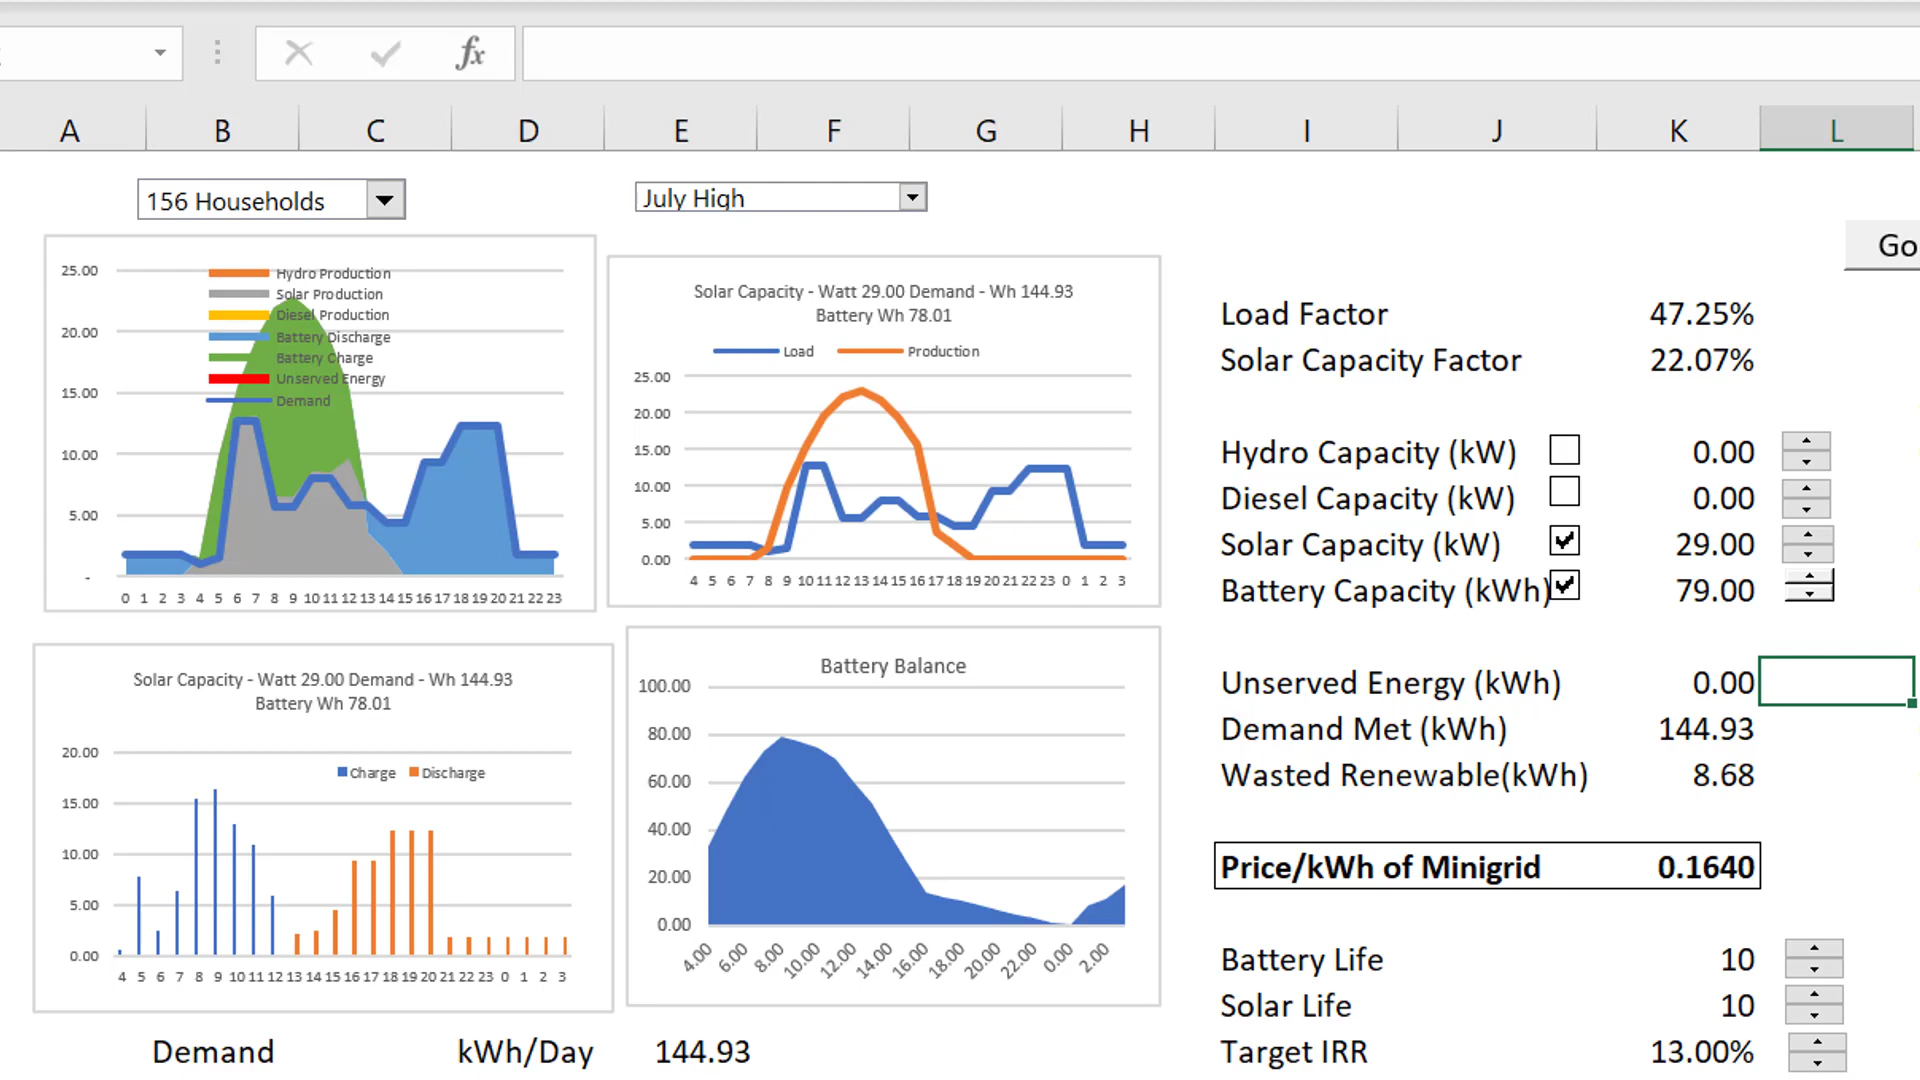 fx
A B C D E F G H I J K L
156 Households
July High
Go
25.00
20.00
15.00
10.00
5.00
-
Hydro Production
Solar Production
Diesel Production
Battery Discharge
Battery Charge
Unserved Energy
Demand
0 1 2 3 4 5 6 7 8 9 10 11 12 13 14 15 16 17 18 19 20 21 22 23
Solar Capacity - Watt 29.00 Demand - Wh 144.93
Battery Wh 78.01
Load Production
25.00
20.00
15.00
10.00
5.00
0.00
4 5 6 7 8 9 10 11 12 13 14 15 16 17 18 19 20 21 22 23 0 1 2 3
Load Factor 47.25%
Solar Capacity Factor 22.07%
Hydro Capacity (kW) 0.00
Diesel Capacity (kW) 0.00
Solar Capacity (kW) 29.00
Battery Capacity (kWh) 79.00
Solar Capacity - Watt 29.00 Demand - Wh 144.93
Battery Wh 78.01
20.00
15.00
10.00
5.00
0.00
Charge Discharge
4 5 6 7 8 9 10 11 12 13 14 15 16 17 18 19 20 21 22 23 0 1 2 3
Battery Balance
100.00
80.00
60.00
40.00
20.00
0.00
4.00 6.00 8.00 10.00 12.00 14.00 16.00 18.00 20.00 22.00 0.00 2.00
Unserved Energy (kWh) 0.00
Demand Met (kWh) 144.93
Wasted Renewable(kWh) 8.68
Price/kWh of Minigrid 0.1640
Battery Life 10
Solar Life 10
Target IRR 13.00%
Demand kWh/Day 144.93